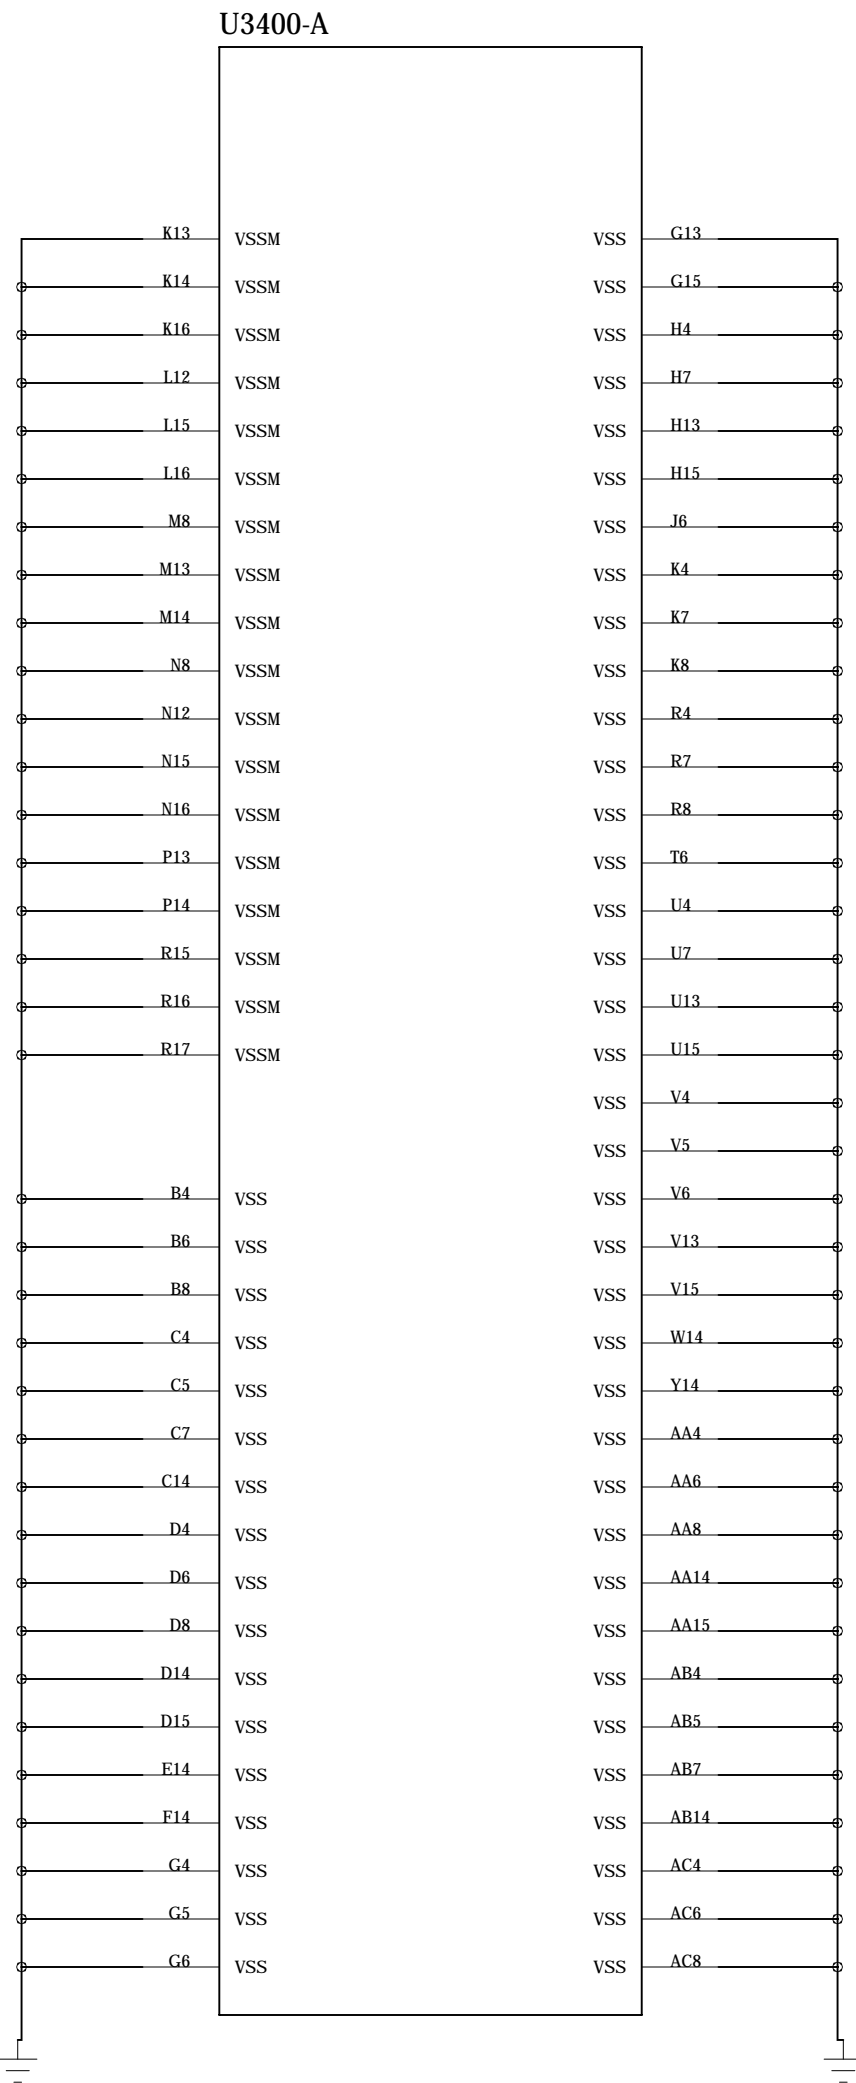 U3400-A
K13 VSSM VSS G13
K14 VSSM VSS G15
K16 VSSM VSS H4
L12 VSSM VSS H7
L15 VSSM VSS H13
L16 VSSM VSS H15
M8 VSSM VSS J6
M13 VSSM VSS K4
M14 VSSM VSS K7
N8 VSSM VSS K8
N12 VSSM VSS R4
N15 VSSM VSS R7
N16 VSSM VSS R8
P13 VSSM VSS T6
P14 VSSM VSS U4
R15 VSSM VSS U7
R16 VSSM VSS U13
R17 VSSM VSS U15
VSS V4
VSS V5
B4 VSS VSS V6
B6 VSS VSS V13
B8 VSS VSS V15
C4 VSS VSS W14
C5 VSS VSS Y14
C7 VSS VSS AA4
C14 VSS VSS AA6
D4 VSS VSS AA8
D6 VSS VSS AA14
D8 VSS VSS AA15
D14 VSS VSS AB4
D15 VSS VSS AB5
E14 VSS VSS AB7
F14 VSS VSS AB14
G4 VSS VSS AC4
G5 VSS VSS AC6
G6 VSS VSS AC8